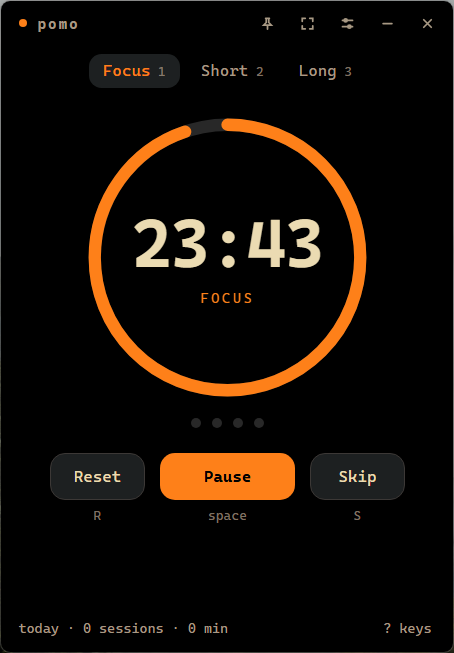 pomo
Focus 1 Short 2 Long 3
23:43
FOCUS
Reset Pause Skip
R space S
today · 0 sessions · 0 min ? keys